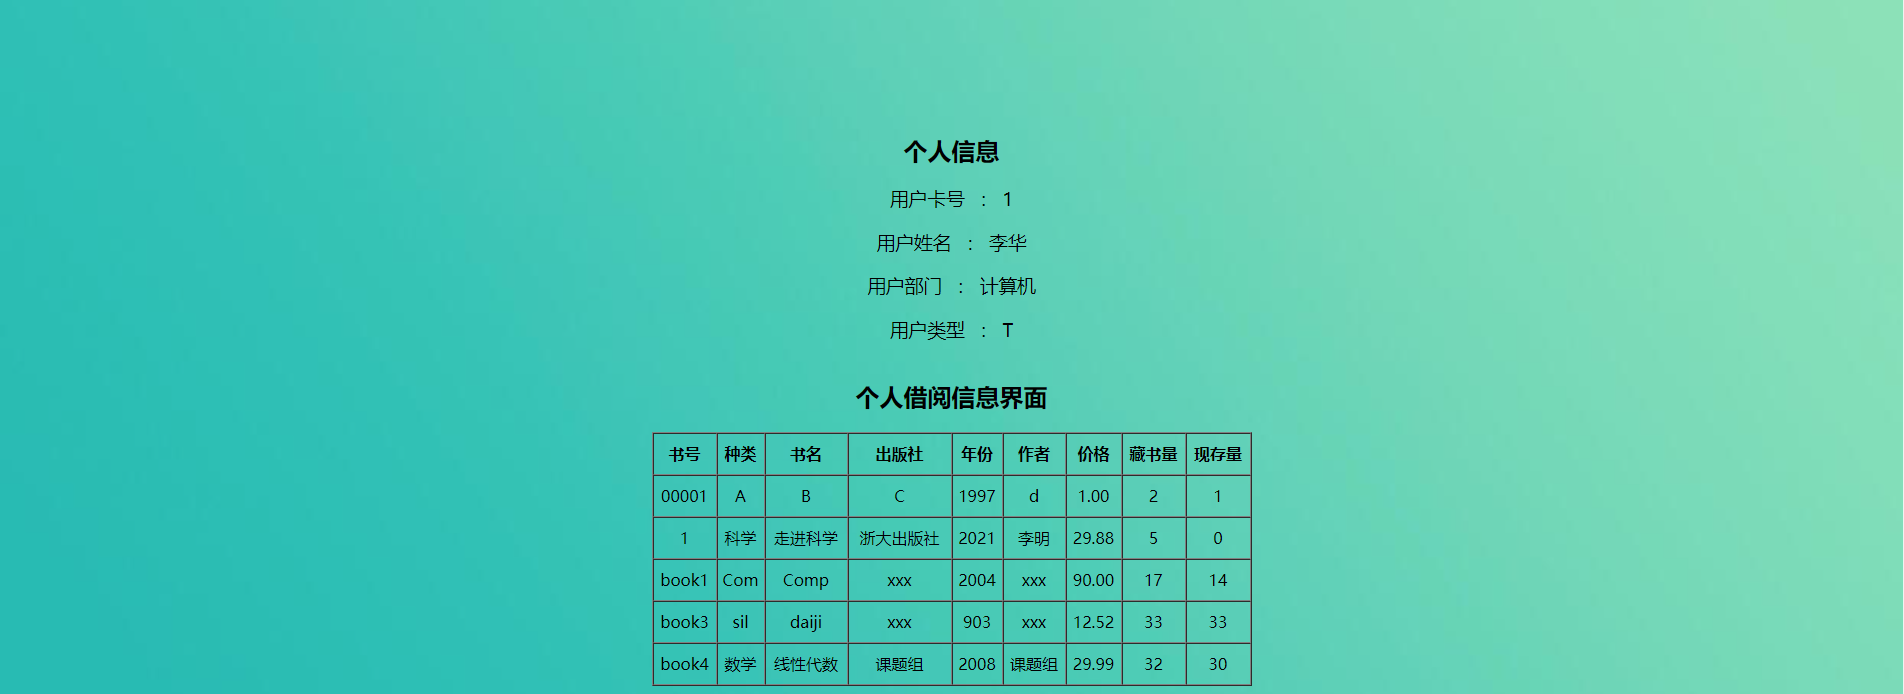 个人信息
用户卡号 : 1
用户姓名 : 李华
用户部门 : 计算机
用户类型 : T
个人借阅信息界面
书号 种类 书名 出版社 年份 作者 价格 藏书量 现存量
00001 A B C 1997 d 1.00 2 1
1 科学 走进科学 浙大出版社 2021 李明 29.88 5 0
book1 Com Comp xxx 2004 xxx 90.00 17 14
book3 sil daiji xxx 903 xxx 12.52 33 33
book4 数学 线性代数 课题组 2008 课题组 29.99 32 30